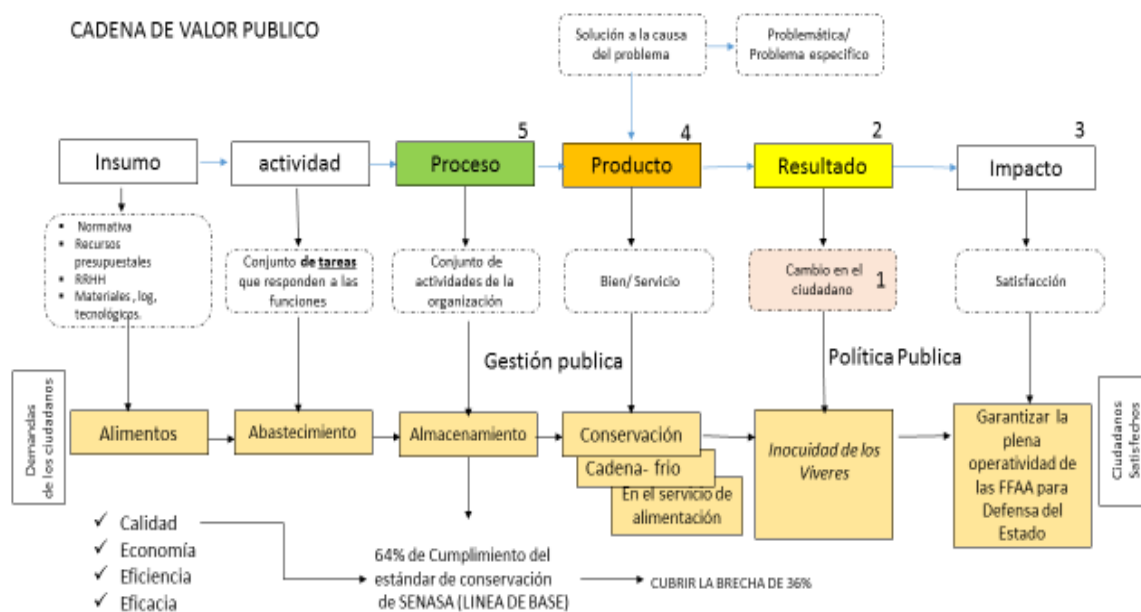 CADENA DE VALOR PUBLICO
Solución a la causa
del problema
Problemática/
Problema especifico
5
4
2
3
Insumo
actividad
Proceso
Producto
Resultado
Impacto
▪ Normativa
▪ Recursos
presupuestales
▪ RRHH
▪ Materiales , log,
tecnológicos.
Conjunto de tareas
que responden a las
funciones
Conjunto de
actividades de la
organización
Bien/ Servicio
Cambio en el
ciudadano
1
Satisfacción
Gestión publica
Política Publica
Demandas
de los ciudadanos
Alimentos
Abastecimiento
Almacenamiento
Conservación
Cadena- frio
En el servicio de
alimentación
Inocuidad de los
Víveres
Garantizar la
plena
operatividad de
las FFAA para
Defensa del
Estado
Ciudadanos
Satisfechos
✓ Calidad
✓ Economía
✓ Eficiencia
✓ Eficacia
64% de Cumplimiento del
estándar de conservación
de SENASA (LINEA DE BASE)
CUBRIR LA BRECHA DE 36%